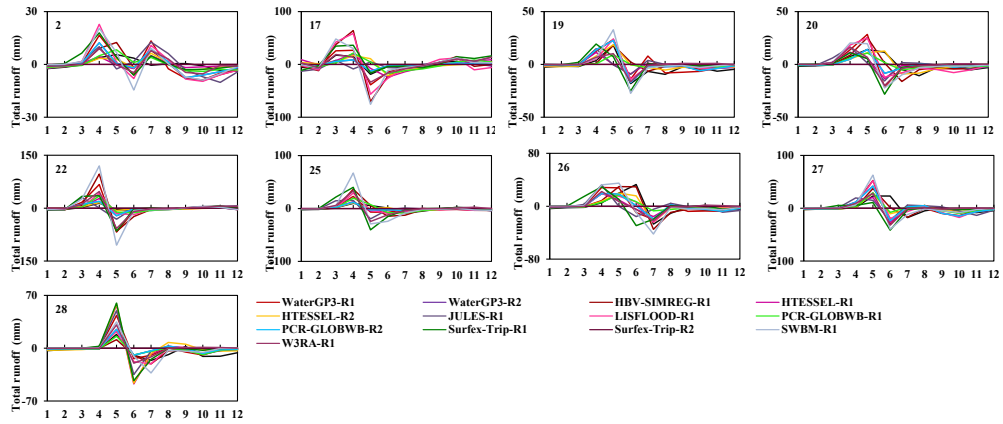 30
100
50
50
2
17
19
20
Total runoff (mm)
Total runoff (mm)
Total runoff (mm)
Total runoff (mm)
0
0
0
0
-30
100
-50
-50
1 2 3 4 5 6 7 8 9 10 11 12
1 2 3 4 5 6 7 8 9 10 11 12
1 2 3 4 5 6 7 8 9 10 11 12
1 2 3 4 5 6 7 8 9 10 11 12
150
100
80
100
22
25
26
27
Total runoff (mm)
Total runoff (mm)
Total runoff (mm)
Total runoff (mm)
0
0
0
0
-150
-100
-80
-100
1 2 3 4 5 6 7 8 9 10 11 12
1 2 3 4 5 6 7 8 9 10 11 12
1 2 3 4 5 6 7 8 9 10 11 12
1 2 3 4 5 6 7 8 9 10 11 12
70
28
Total runoff (mm)
0
-70
1 2 3 4 5 6 7 8 9 10 11 12
WaterGP3-R1 WaterGP3-R2 HBV-SIMREG-R1 HTESSEL-R1
HTESSEL-R2 JULES-R1 LISFLOOD-R1 PCR-GLOBWB-R1
PCR-GLOBWB-R2 Surfex-Trip-R1 Surfex-Trip-R2 SWBM-R1
W3RA-R1